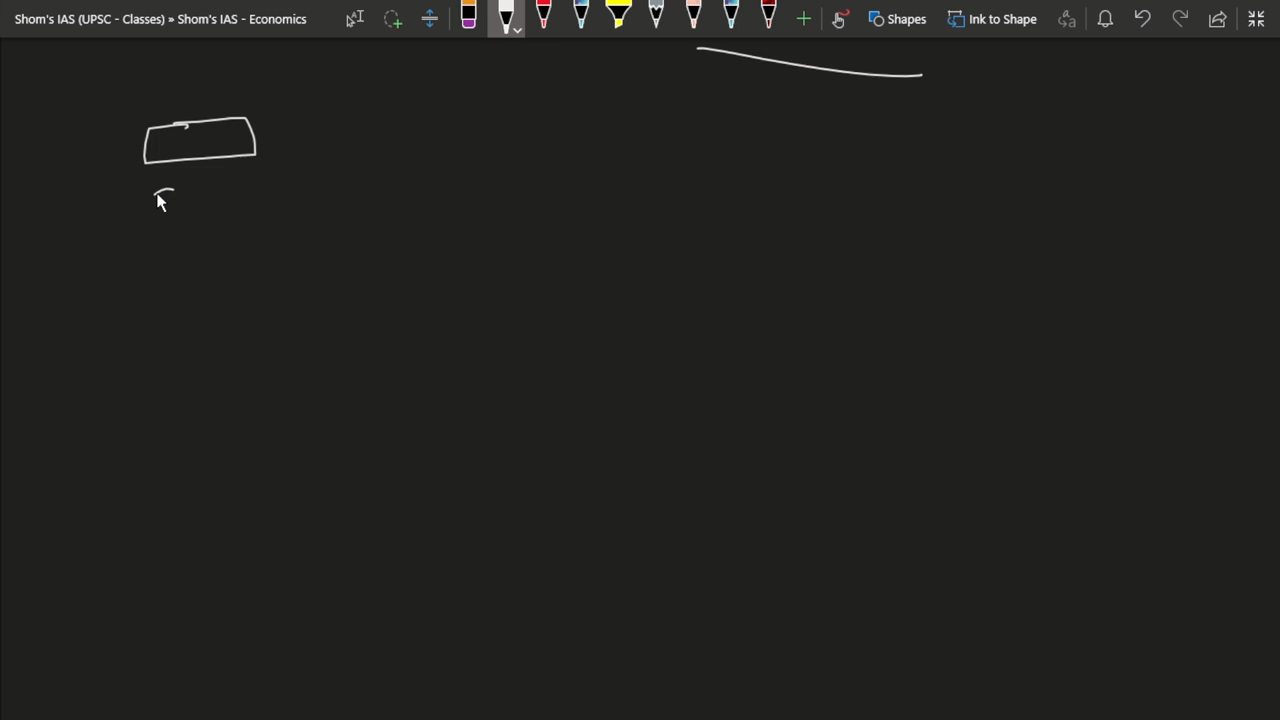 Shom's IAS (UPSC - Classes) » Shom's IAS - Economics
Shapes
Ink to Shape